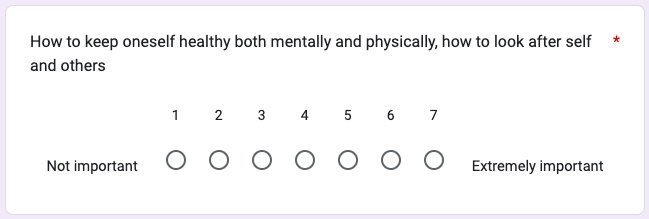 How to keep oneself healthy both mentally and physically, how to look after self *
and others
1 2 3 4 5 6 7
Not important Extremely important